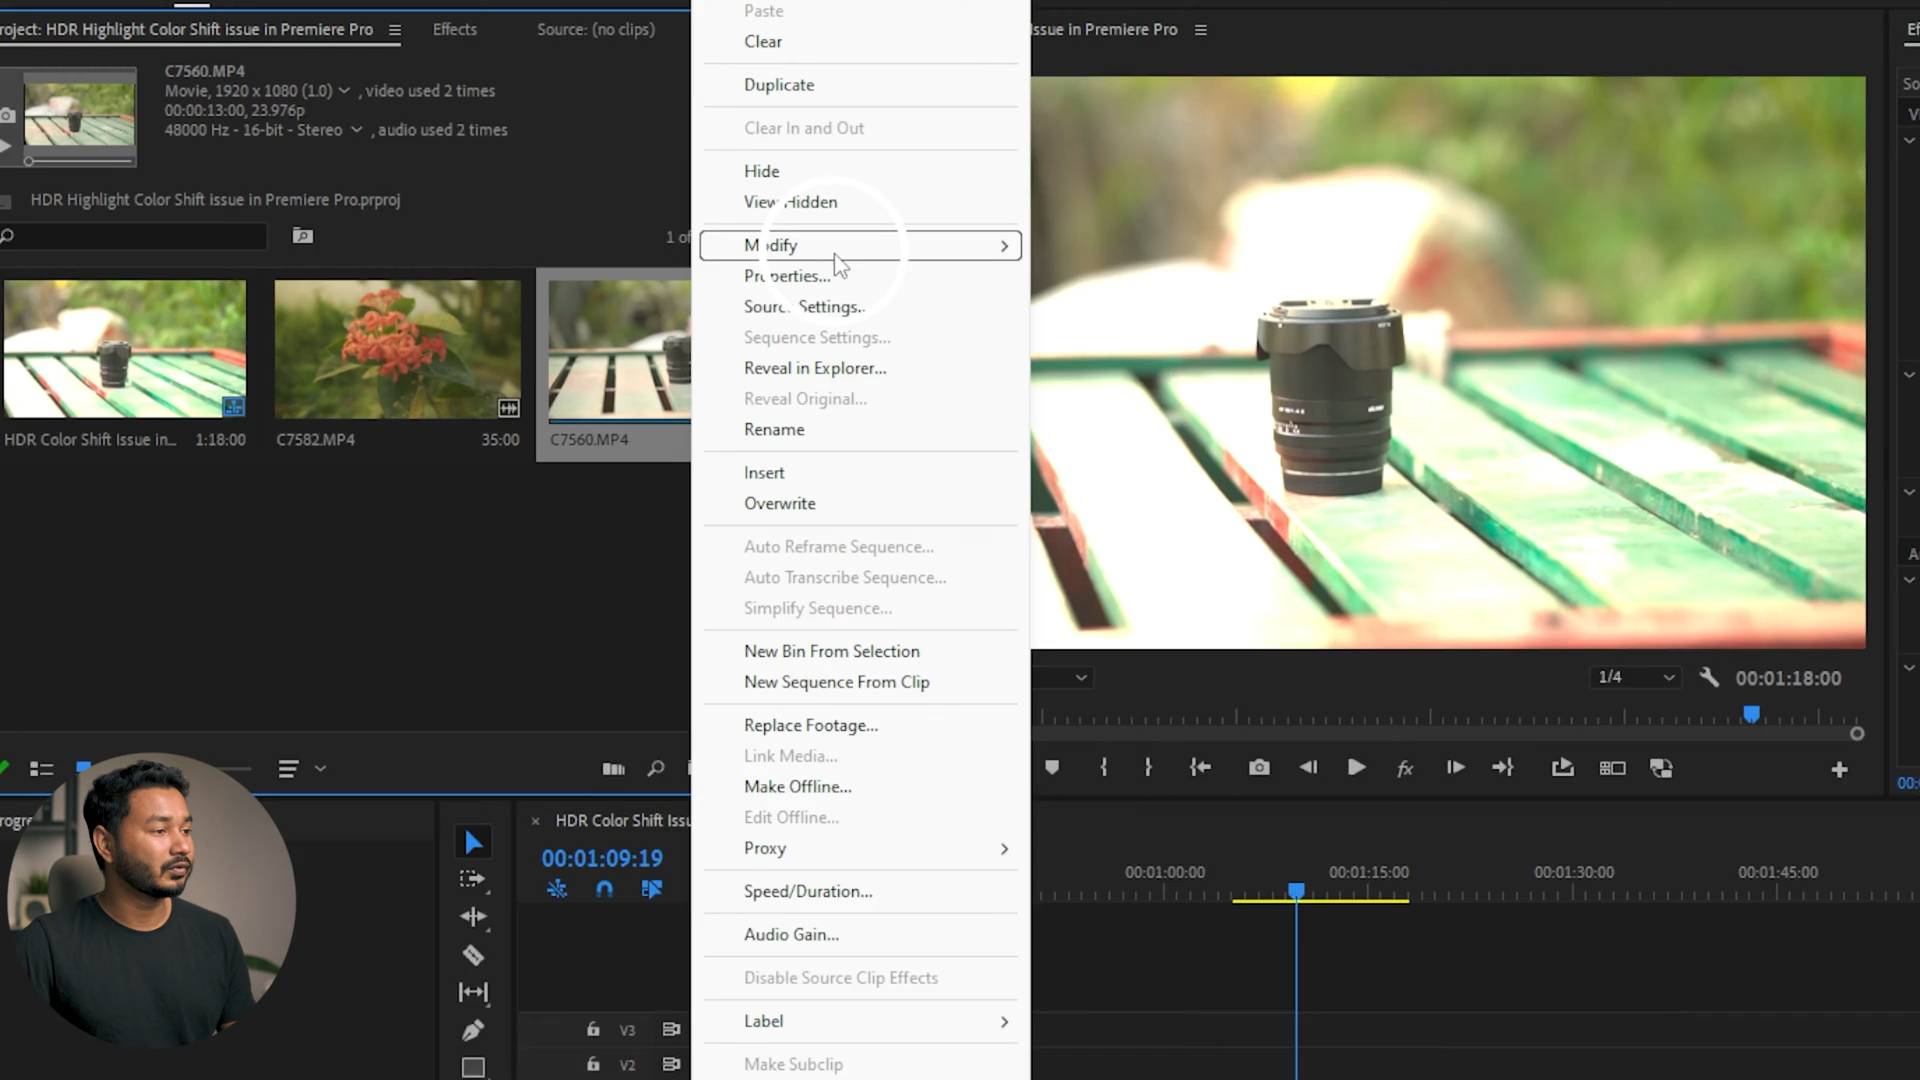 roject: HDR Highlight Color Shift issue in Premiere Pro
Effects
Source: (no clips)
C7560.MP4
Movie, 1920 x 1080 (1.0) , video used 2 times
00:00:13:00, 23.976p
48000 Hz - 16-bit - Stereo , audio used 2 times
HDR Highlight Color Shift issue in Premiere Pro.prproj
1 of
HDR Color Shift Issue in... 1:18:00
C7582.MP4 35:00
C7560.MP4
Paste
Clear
Duplicate
Clear In and Out
Hide
View Hidden
Modify
Properties...
Source Settings...
Sequence Settings...
Reveal in Explorer...
Reveal Original...
Rename
Insert
Overwrite
Auto Reframe Sequence...
Auto Transcribe Sequence...
Simplify Sequence...
New Bin From Selection
New Sequence From Clip
Replace Footage...
Link Media...
Make Offline...
Edit Offline...
Proxy
Speed/Duration...
Audio Gain...
Disable Source Clip Effects
Label
Make Subclip
Issue in Premiere Pro
1/4
00:01:18:00
fx
Ef
So
V
A
00:0
rogre
× HDR Color Shift Issu
00:01:09:19
00:01:00:00 00:01:15:00 00:01:30:00 00:01:45:00
V3
V2